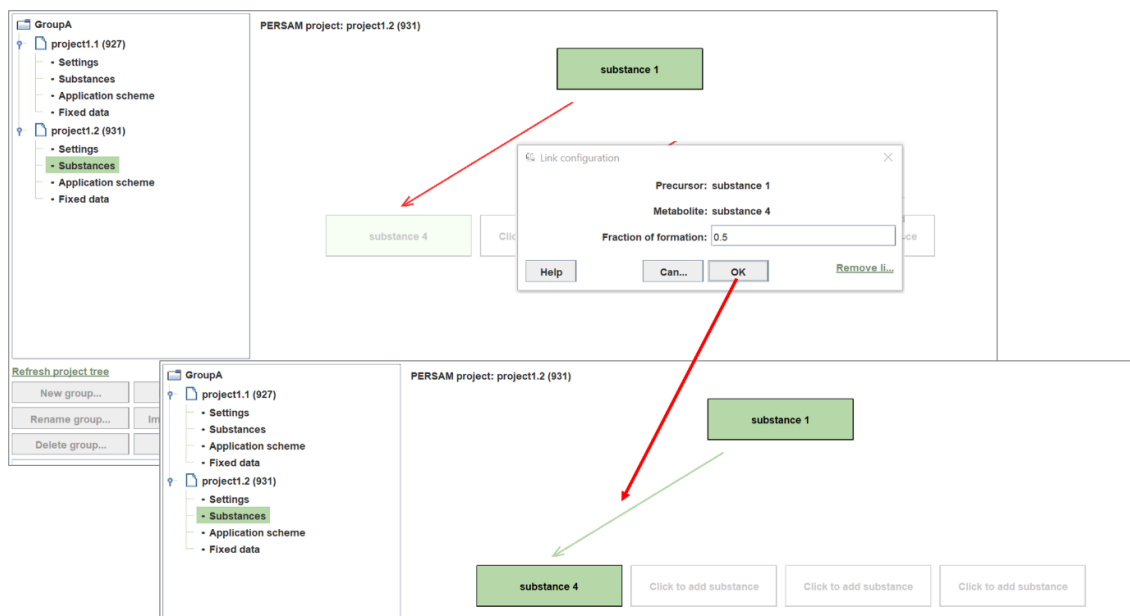 GroupA
project1.1 (927)
• Settings
• Substances
• Application scheme
• Fixed data
project1.2 (931)
• Settings
• Substances
• Application scheme
• Fixed data
Refresh project tree
New group...
Rename group...
Delete group...
PERSAM project: project1.2 (931)
substance 1
substance 4
Link configuration
Precursor: substance 1
Metabolite: substance 4
Fraction of formation: 0.5
Help
Can...
OK
Remove li...
GroupA
project1.1 (927)
• Settings
• Substances
• Application scheme
• Fixed data
project1.2 (931)
• Settings
• Substances
• Application scheme
• Fixed data
PERSAM project: project1.2 (931)
substance 1
substance 4
Click to add substance
Click to add substance
Click to add substance